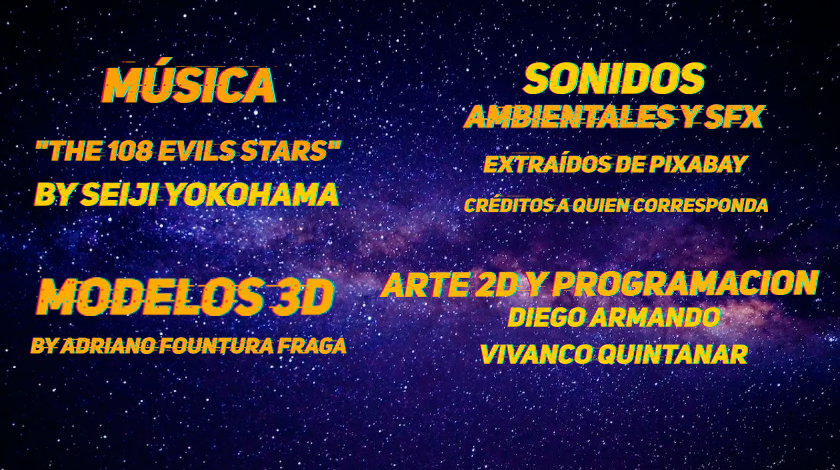 MÚSICA
"THE 108 EVILS STARS"
BY SEIJI YOKOHAMA
SONIDOS
AMBIENTALES Y SFX
EXTRAÍDOS DE PIXABAY
CRÉDITOS A QUIEN CORRESPONDA
MODELOS 3D
BY ADRIANO FOUNTURA FRAGA
ARTE 2D Y PROGRAMACION
DIEGO ARMANDO
VIVANCO QUINTANAR